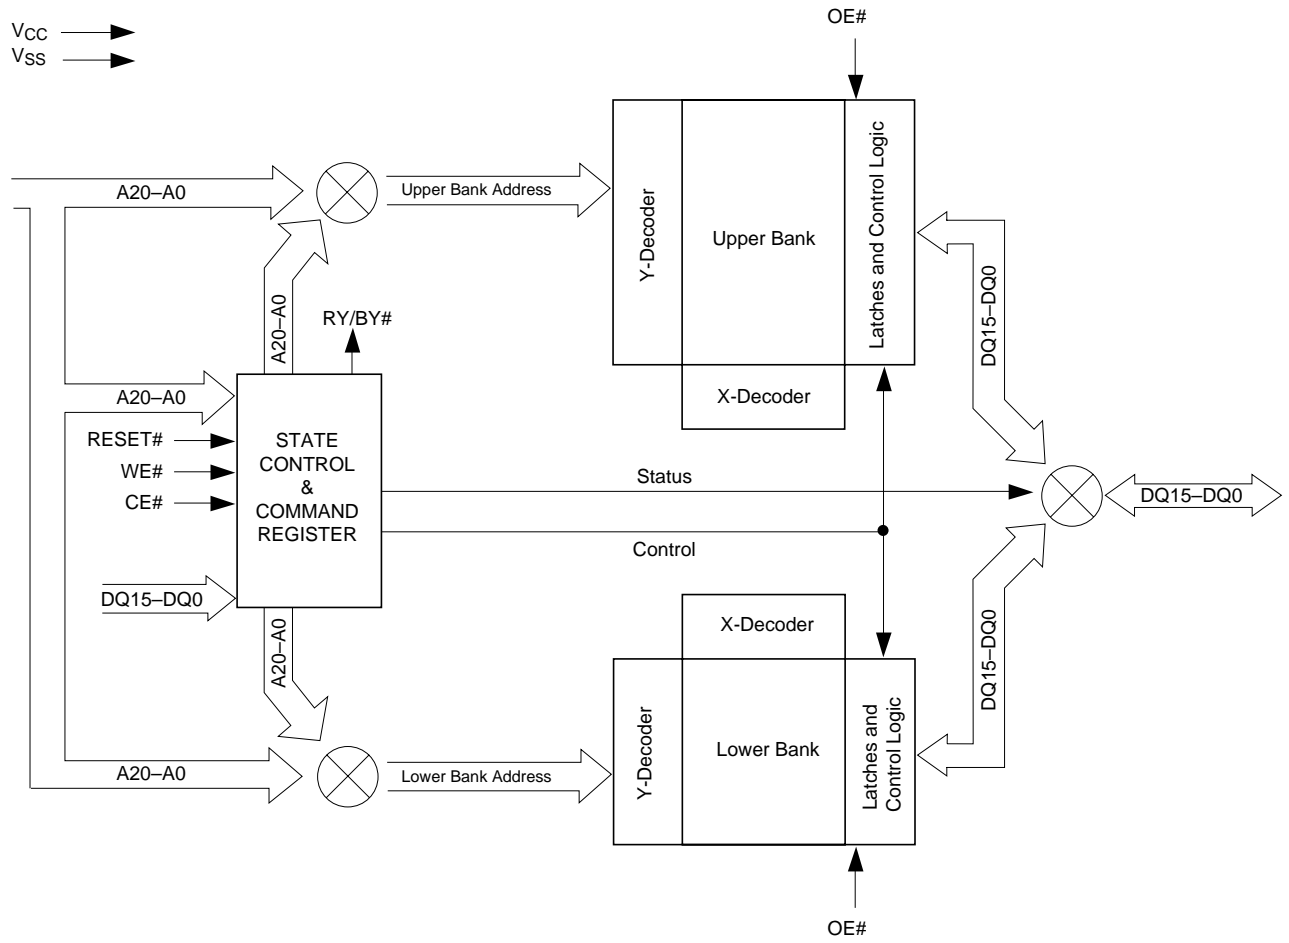 OE#
VCC
VSS
A20–A0
Upper Bank Address
Y-Decoder
Upper Bank
Latches and Control Logic
X-Decoder
DQ15–DQ0
A20–A0
RY/BY#
A20–A0
RESET#
WE#
CE#
DQ15–DQ0
STATE
CONTROL
&
COMMAND
REGISTER
Status
Control
DQ15–DQ0
A20–A0
X-Decoder
Y-Decoder
Lower Bank
Latches and
Control Logic
DQ15–DQ0
A20–A0
Lower Bank Address
OE#